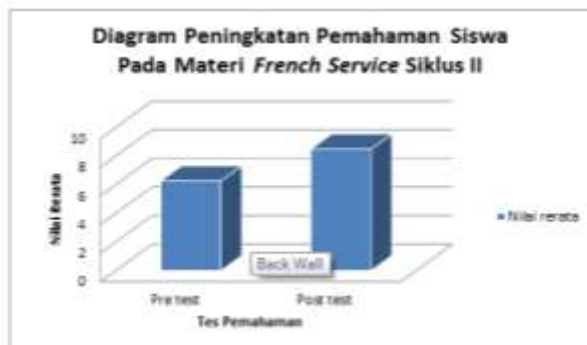 Diagram Peningkatan Pemahaman Siswa
Pada Materi French Service Siklus II
10
8
6
4
2
0
Nilai Rerata
Back Wall
Nilai rerata
Pre test
Post test
Tes Pemahaman